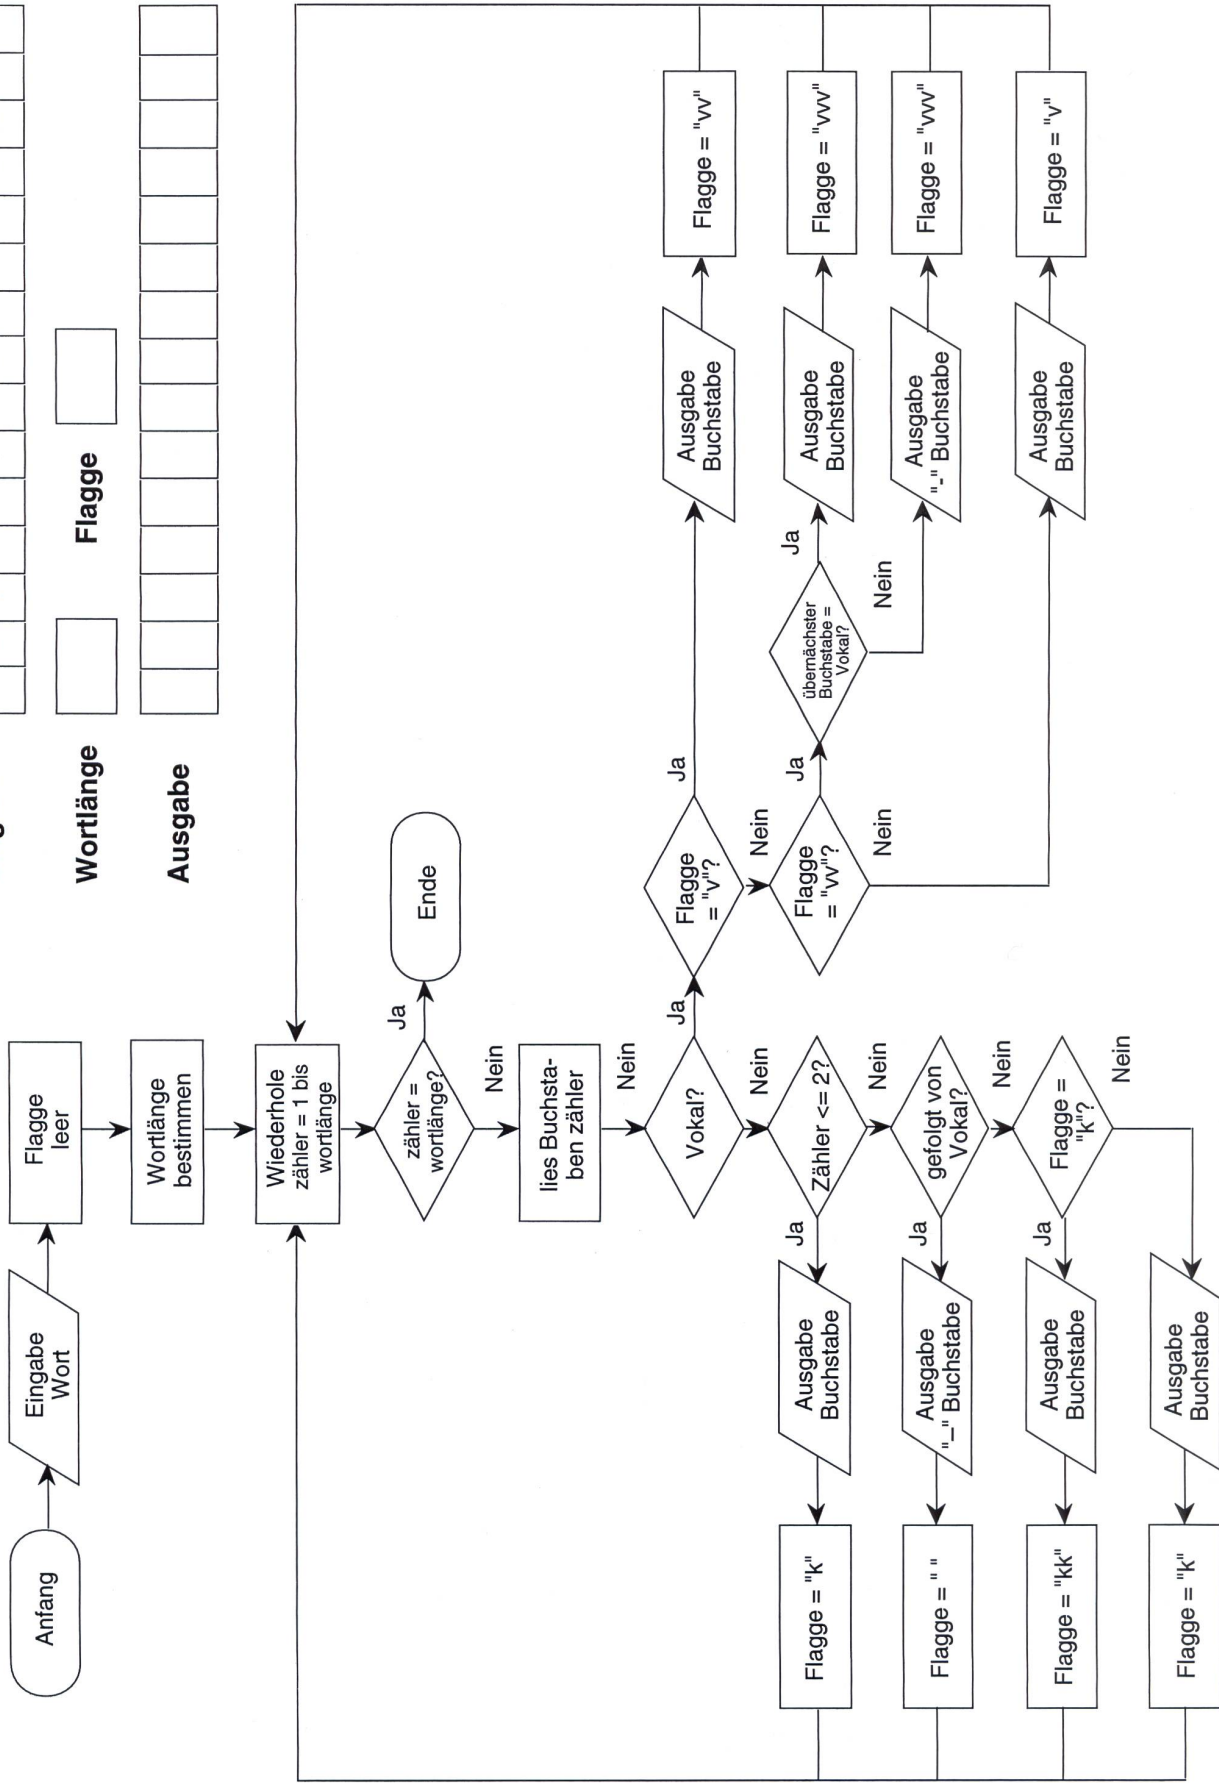 Wortlänge
Flagge
Ausgabe
Anfang
Eingabe
Wort
Flagge
leer
Wortlänge
bestimmen
Wiederhole
zähler = 1 bis
wortlänge
zähler =
wortlänge?
Ja
Ende
Nein
lies Buchsta-
ben zähler
Nein
Vokal?
Ja
Flagge
= "v"?
Ja
Ausgabe
Buchstabe
Flagge = "vv"
Nein
Flagge
= "vv"?
Ja
übernächster
Buchstabe =
Vokal?
Ja
Ausgabe
Buchstabe
Flagge = "vvv"
Nein
Ausgabe
"-" Buchstabe
Flagge = "vvv"
Nein
Ausgabe
Buchstabe
Flagge = "v"
Nein
Zähler <= 2?
Ja
Ausgabe
Buchstabe
Flagge = "k"
Nein
gefolgt von
Vokal?
Ja
Ausgabe
"–" Buchstabe
Flagge = " "
Nein
Flagge =
"k"?
Ja
Ausgabe
Buchstabe
Flagge = "kk"
Nein
Ausgabe
Buchstabe
Flagge = "k"